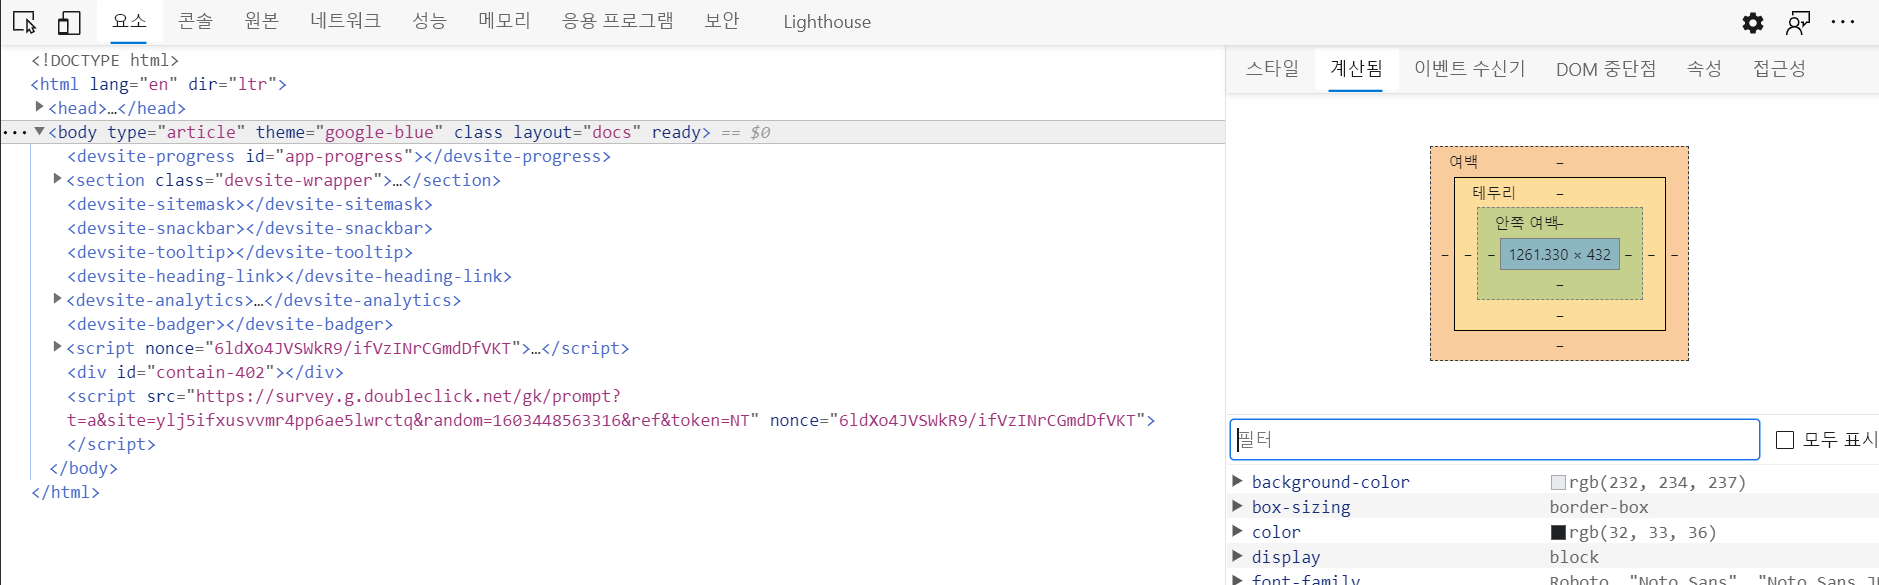 요소 콘솔 원본 네트워크 성능 메모리 응용 프로그램 보안 Lighthouse
<!DOCTYPE html>
<html lang="en" dir="ltr">
<head>…</head>
<body type="article" theme="google-blue" class layout="docs" ready> == $0
<devsite-progress id="app-progress"></devsite-progress>
<section class="devsite-wrapper">…</section>
<devsite-sitemask></devsite-sitemask>
<devsite-snackbar></devsite-snackbar>
<devsite-tooltip></devsite-tooltip>
<devsite-heading-link></devsite-heading-link>
<devsite-analytics>…</devsite-analytics>
<devsite-badger></devsite-badger>
<script nonce="6ldXo4JVSWkR9/ifVzINrCGmdDfVKT">…</script>
<div id="contain-402"></div>
<script src="https://survey.g.doubleclick.net/gk/prompt?
t=a&site=ylj5ifxusvvmr4pp6ae5lwrctq&random=1603448563316&ref&token=NT" nonce="6ldXo4JVSWkR9/ifVzINrCGmdDfVKT">
</script>
</body>
</html>
스타일 계산됨 이벤트 수신기 DOM 중단점 속성 접근성
여백 –
테두리 –
안쪽 여백 –
– – – 1261.330 × 432 – – –
–
–
–
필터 모두 표시
background-color rgb(232, 234, 237)
box-sizing border-box
color rgb(32, 33, 36)
display block
font-family Roboto, "Noto Sans", "Noto Sans